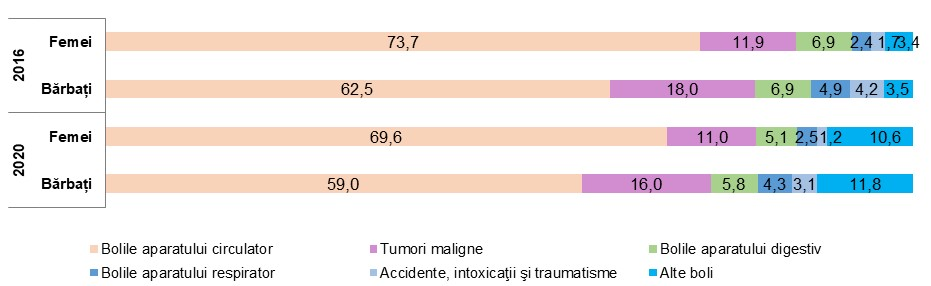 2016
Femei 73,7 11,9 6,9 2,4 1,7 3,4
Bărbați 62,5 18,0 6,9 4,9 4,2 3,5
2020
Femei 69,6 11,0 5,1 2,5 1,2 10,6
Bărbați 59,0 16,0 5,8 4,3 3,1 11,8
Bolile aparatului circulator Tumori maligne Bolile aparatului digestiv
Bolile aparatului respirator Accidente, intoxicaţii şi traumatisme Alte boli